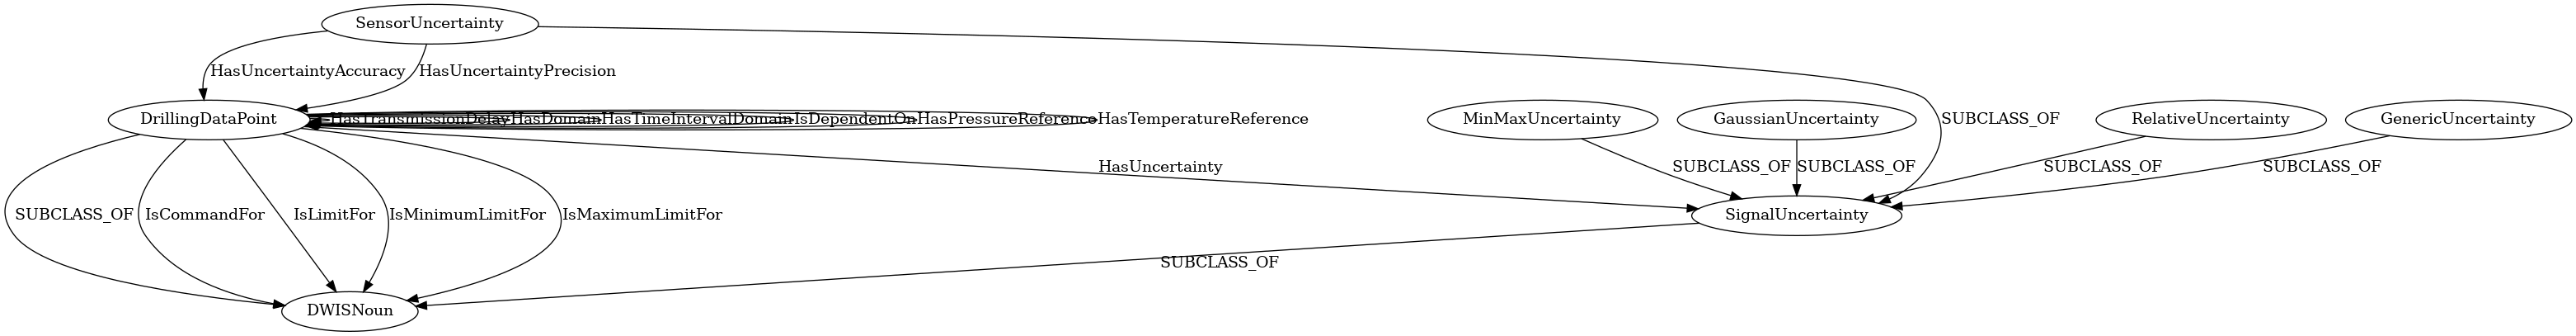 SensorUncertainty
HasUncertaintyAccuracy
HasUncertaintyPrecision
DrillingDataPoint
HasTransmissionDelay
HasDomain
HasTimeIntervalDomain
IsDependentOn
HasPressureReference
HasTemperatureReference
MinMaxUncertainty
GaussianUncertainty
SUBCLASS_OF
RelativeUncertainty
GenericUncertainty
HasUncertainty
SUBCLASS_OF
SUBCLASS_OF
SUBCLASS_OF
SUBCLASS_OF
SUBCLASS_OF
IsCommandFor
IsLimitFor
IsMinimumLimitFor
IsMaximumLimitFor
SignalUncertainty
SUBCLASS_OF
DWISNoun